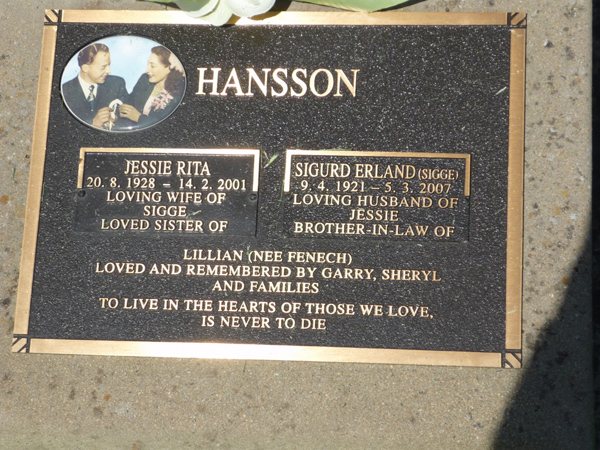 HANSSON
JESSIE RITA
20. 8. 1928 – 14. 2. 2001
LOVING WIFE OF
SIGGE
LOVED SISTER OF
SIGURD ERLAND (SIGGE)
9. 4. 1921 – 5. 3. 2007
LOVING HUSBAND OF
JESSIE
BROTHER-IN-LAW OF
LILLIAN (NEE FENECH)
LOVED AND REMEMBERED BY GARRY, SHERYL
AND FAMILIES
TO LIVE IN THE HEARTS OF THOSE WE LOVE,
IS NEVER TO DIE